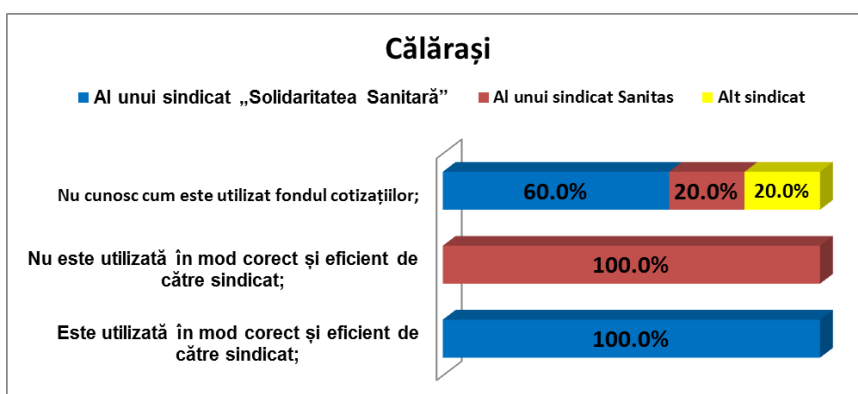 Călărași
Al unui sindicat „Solidaritatea Sanitară” Al unui sindicat Sanitas Alt sindicat
Nu cunosc cum este utilizat fondul cotizațiilor;
60.0% 20.0% 20.0%
Nu este utilizată în mod corect și eficient de
către sindicat;
100.0%
Este utilizată în mod corect și eficient de
către sindicat;
100.0%